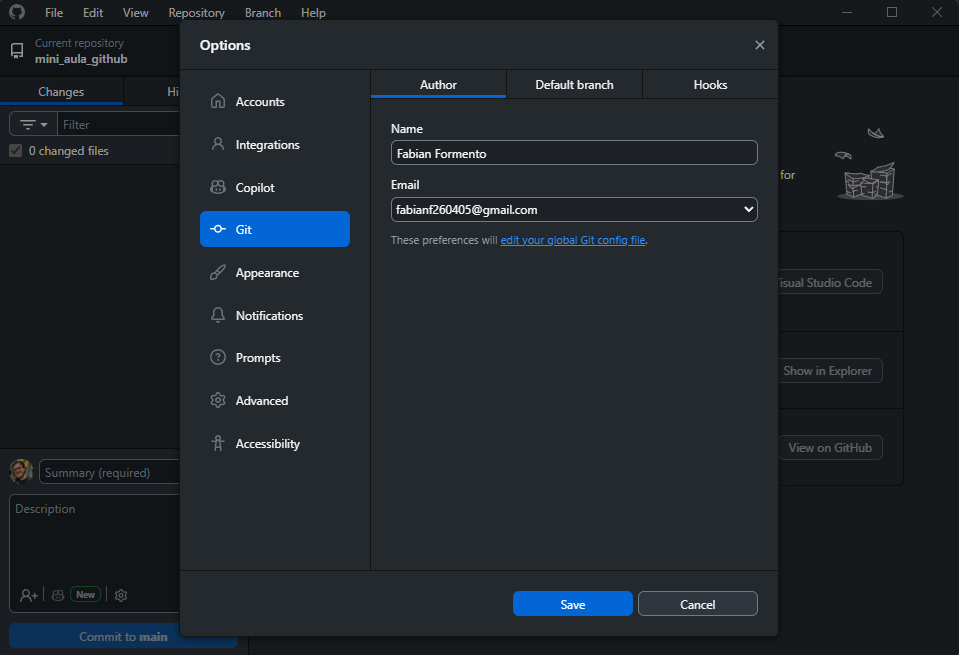 File Edit View Repository Branch Help
Current repository
mini_aula_github
Changes
Hi
Filter
0 changed files
Options
Accounts
Integrations
Copilot
Git
Appearance
Notifications
Prompts
Advanced
Accessibility
Author Default branch Hooks
Name
Fabian Formento
Email
fabianf260405@gmail.com
These preferences will edit your global Git config file.
Save Cancel
for
isual Studio Code
Show in Explorer
View on GitHub
Summary (required)
Description
New
Commit to main